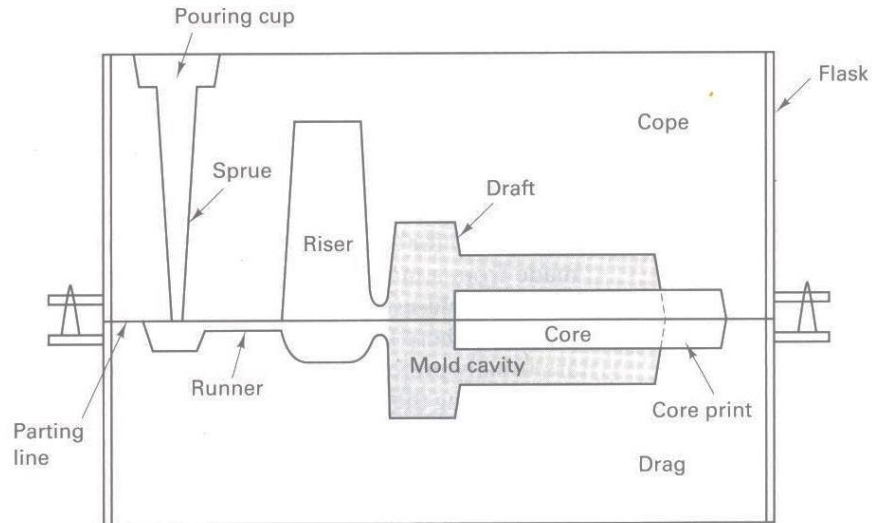 Pouring cup
Flask
Cope
Sprue
Draft
Riser
Core
Mold cavity
Runner
Core print
Parting
line
Drag